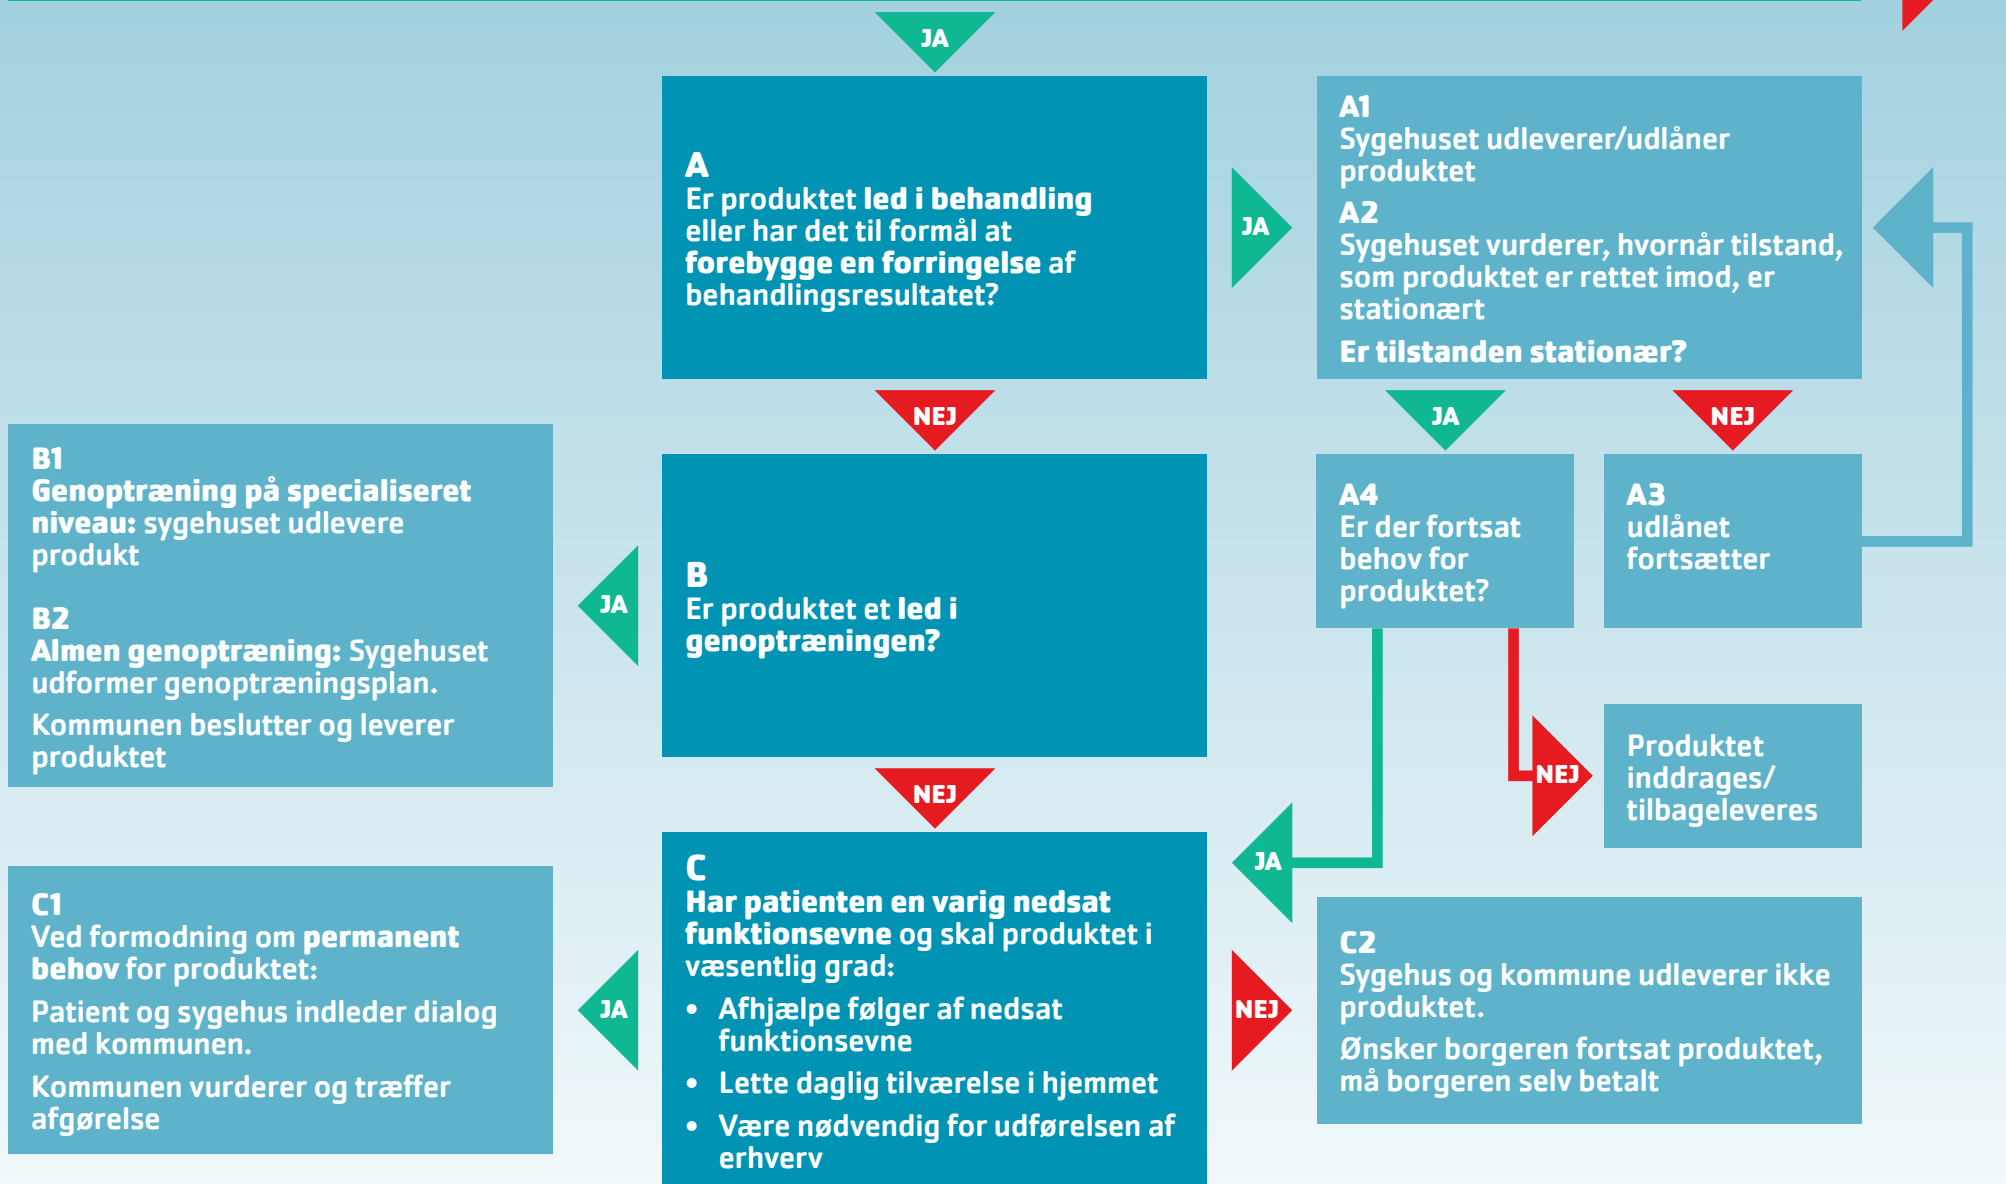 JA
A
Er produktet led i behandling
eller har det til formål at
forebygge en forringelse af
behandlingsresultatet?
JA
A1
Sygehuset udleverer/udlåner
produktet
A2
Sygehuset vurderer, hvornår tilstand,
som produktet er rettet imod, er
stationært
Er tilstanden stationær?
NEJ
JA
NEJ
B1
Genoptræning på specialiseret
niveau: sygehuset udlevere
produkt
B2
Almen genoptræning: Sygehuset
udformer genoptræningsplan.
Kommunen beslutter og leverer
produktet
JA
B
Er produktet et led i
genoptræningen?
A4
Er der fortsat
behov for
produktet?
A3
udlånet
fortsætter
NEJ
Produktet
inddrages/
tilbageleveres
NEJ
JA
C1
Ved formodning om permanent
behov for produktet:
Patient og sygehus indleder dialog
med kommunen.
Kommunen vurderer og træffer
afgørelse
JA
C
Har patienten en varig nedsat
funktionsevne og skal produktet i
væsentlig grad:
• Afhjælpe følger af nedsat
funktionsevne
• Lette daglig tilværelse i hjemmet
• Være nødvendig for udførelsen af
erhverv
NEJ
C2
Sygehus og kommune udleverer ikke
produktet.
Ønsker borgeren fortsat produktet,
må borgeren selv betalt